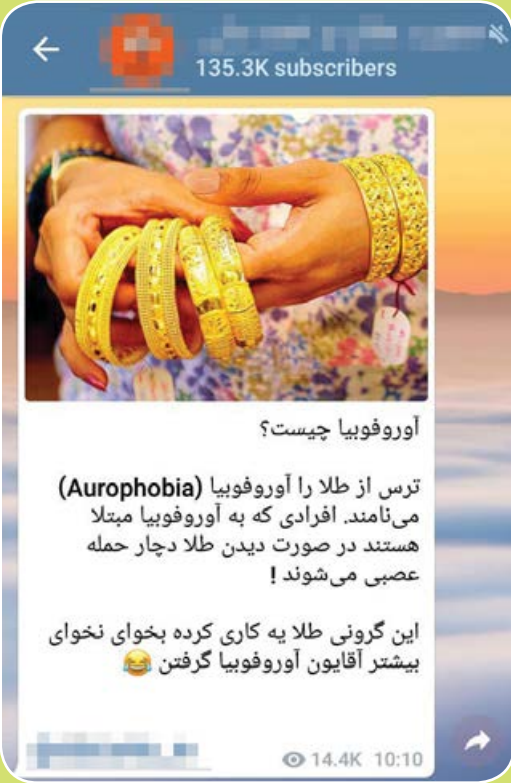 135.3K subscribers
آوروفوبیا چیست؟
ترس از طلا را آوروفوبیا (Aurophobia)
می‌نامند. افرادی که به آوروفوبیا مبتلا
هستند در صورت دیدن طلا دچار حمله
عصبی می‌شوند !
این گرونی طلا یه کاری کرده بخوای نخوای
بیشتر آقایون آوروفوبیا گرفتن 😂
14.4K 10:10